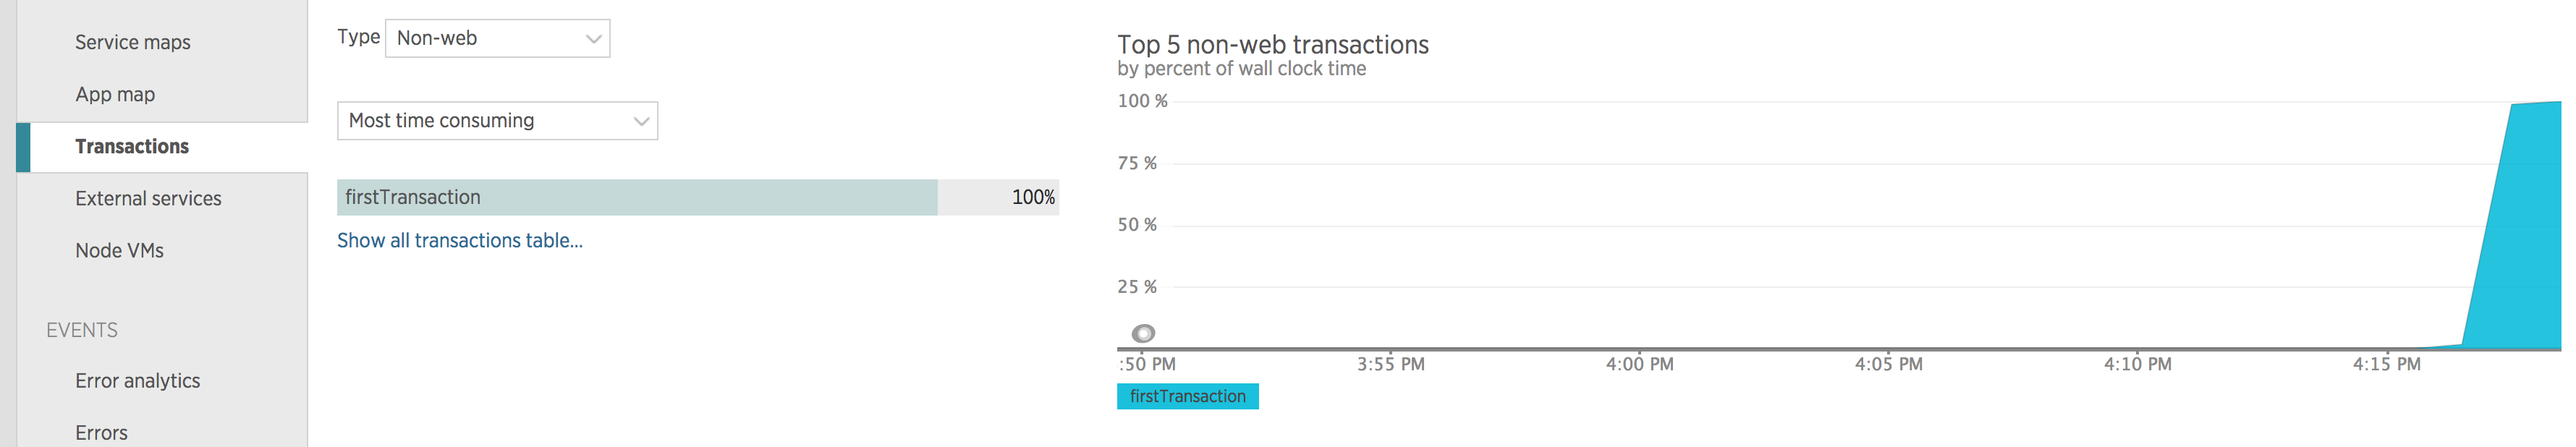 Service maps
App map
Transactions
External services
Node VMs
EVENTS
Error analytics
Errors
Type Non-web
Most time consuming
firstTransaction 100%
Show all transactions table...
Top 5 non-web transactions
by percent of wall clock time
100 %
75 %
50 %
25 %
:50 PM 3:55 PM 4:00 PM 4:05 PM 4:10 PM 4:15 PM
firstTransaction